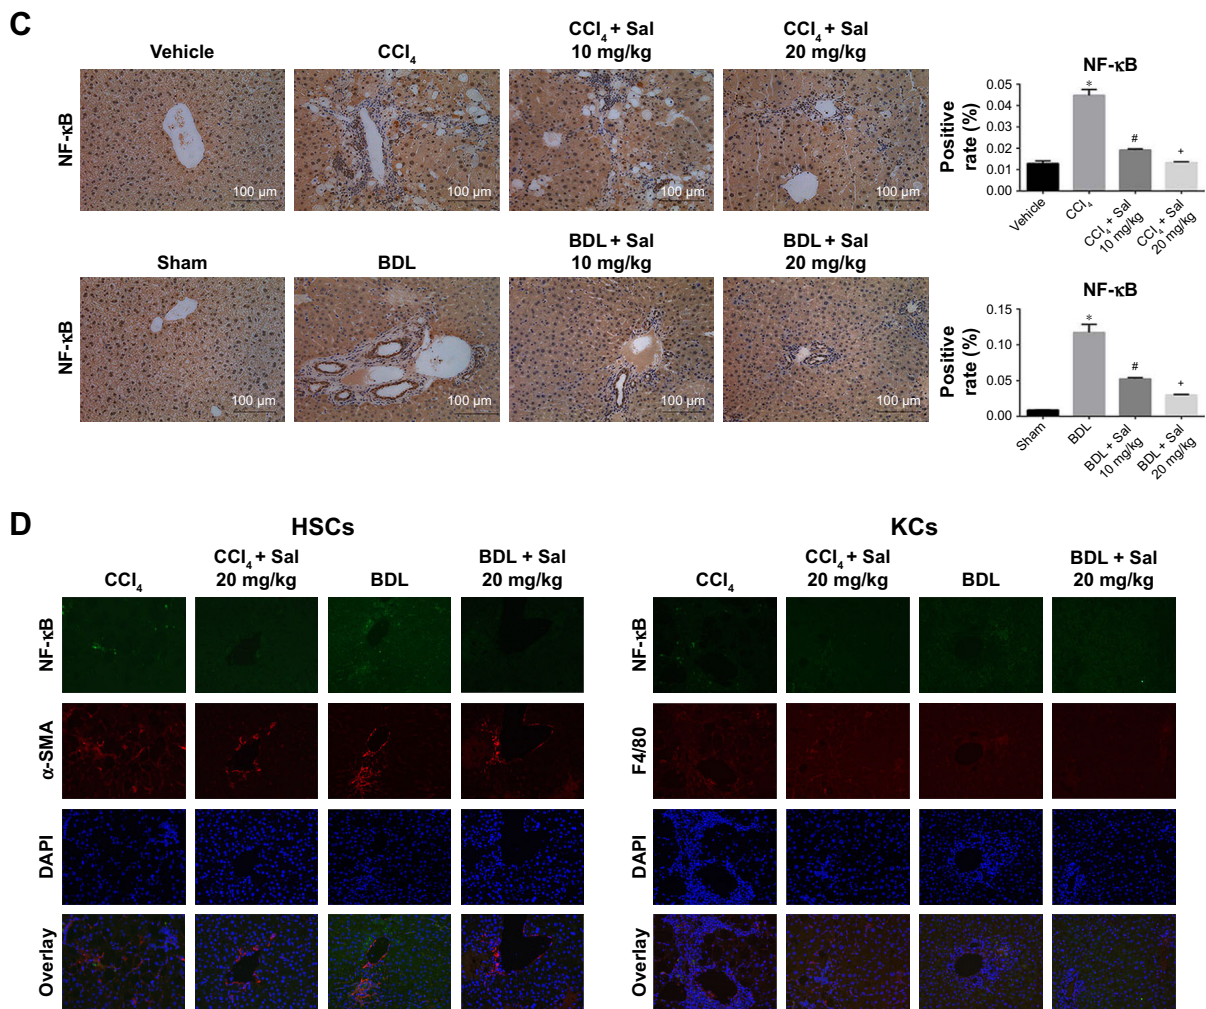 C
Vehicle
CCl4
CCl4 + Sal
10 mg/kg
CCl4 + Sal
20 mg/kg
NF-κB
100 µm
100 µm
100 µm
100 µm
NF-κB
Positive
rate (%)
0.05
0.04
0.03
0.02
0.01
0.00
*
#
+
Vehicle
CCl4
CCl4 + Sal
10 mg/kg
CCl4 + Sal
20 mg/kg
Sham
BDL
BDL + Sal
10 mg/kg
BDL + Sal
20 mg/kg
NF-κB
100 µm
100 µm
100 µm
100 µm
NF-κB
Positive
rate (%)
0.15
0.10
0.05
0.00
*
#
+
Sham
BDL
BDL + Sal
10 mg/kg
BDL + Sal
20 mg/kg
D
HSCs
CCl4
CCl4 + Sal
20 mg/kg
BDL
BDL + Sal
20 mg/kg
NF-κB
α-SMA
DAPI
Overlay
KCs
CCl4
CCl4 + Sal
20 mg/kg
BDL
BDL + Sal
20 mg/kg
NF-κB
F4/80
DAPI
Overlay